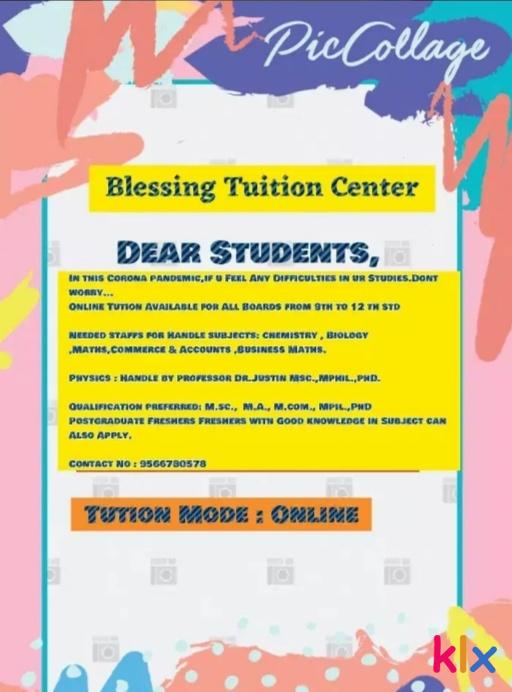 PicCollage
Blessing Tuition Center
DEAR STUDENTS,
IN THIS CORONA PANDEMIC,IF U FEEL ANY DIFFICULTIES IN UR STUDIES.DONT
WORRY...
ONLINE TUTION AVAILABLE FOR ALL BOARDS FROM 9TH TO 12 TH STD
NEEDED STAFFS FOR HANDLE SUBJECTS: CHEMISTRY , BIOLOGY
,MATHS,COMMERCE & ACCOUNTS ,BUSINESS MATHS.
PHYSICS : HANDLE BY PROFESSOR DR.JUSTIN MSC.,MPHIL.,PHD.
QUALIFICATION PREFERRED: M.SC., M.A., M.COM., MPIL.,PHD
POSTGRADUATE FRESHERS FRESHERS WITH GOOD KNOWLEDGE IN SUBJECT CAN
ALSO APPLY.
CONTACT NO : 9566780578
TUTION MODE : ONLINE
klx